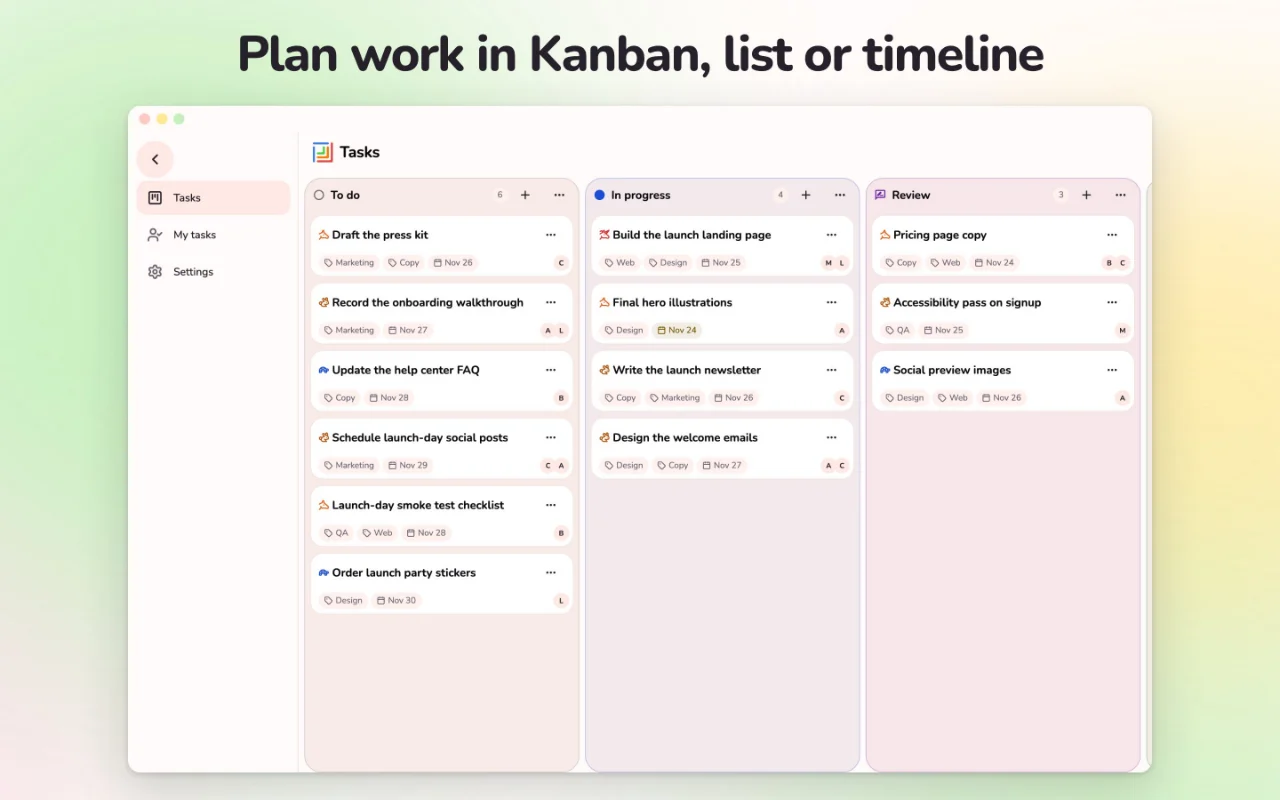 Plan work in Kanban, list or timeline
Tasks
Tasks
My tasks
Settings
To do 6
Draft the press kit
Marketing Copy Nov 26 C
Record the onboarding walkthrough
Marketing Nov 27 A L
Update the help center FAQ
Copy Nov 28 B
Schedule launch-day social posts
Marketing Nov 29 C A
Launch-day smoke test checklist
QA Web Nov 28 B
Order launch party stickers
Design Nov 30 L
In progress 4
Build the launch landing page
Web Design Nov 25 M L
Final hero illustrations
Design Nov 24 A
Write the launch newsletter
Copy Marketing Nov 26 C
Design the welcome emails
Design Copy Nov 27 A C
Review 3
Pricing page copy
Copy Web Nov 24 B C
Accessibility pass on signup
QA Nov 25 M
Social preview images
Design Web Nov 26 A